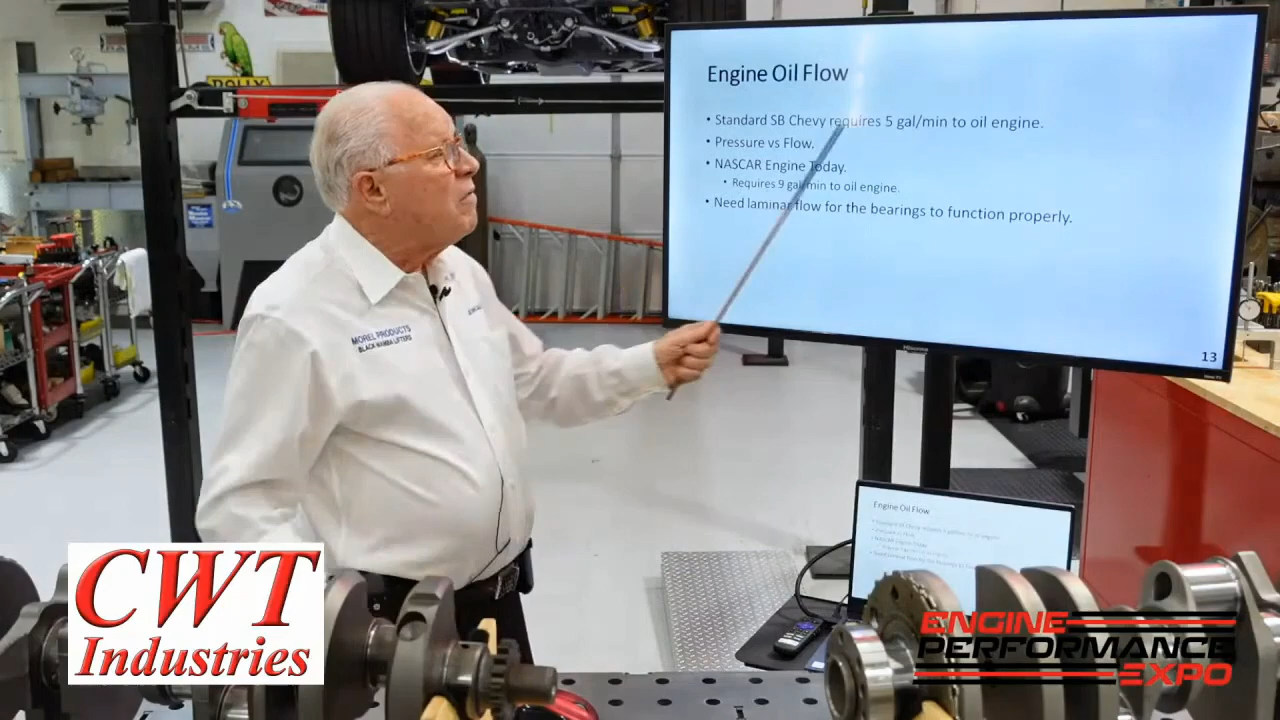 POLLY
Engine Oil Flow
• Standard SB Chevy requires 5 gal/min to oil engine.
• Pressure vs Flow.
• NASCAR Engine Today.
• Requires 9 gal/min to oil engine.
• Need laminar flow for the bearings to function properly.
13
Hisense
MOREL PRODUCTS
BLACK MAMBA LIFTERS
Engine Oil Flow
CWT
Industries
ENGINE
PERFORMANCE
EXPO